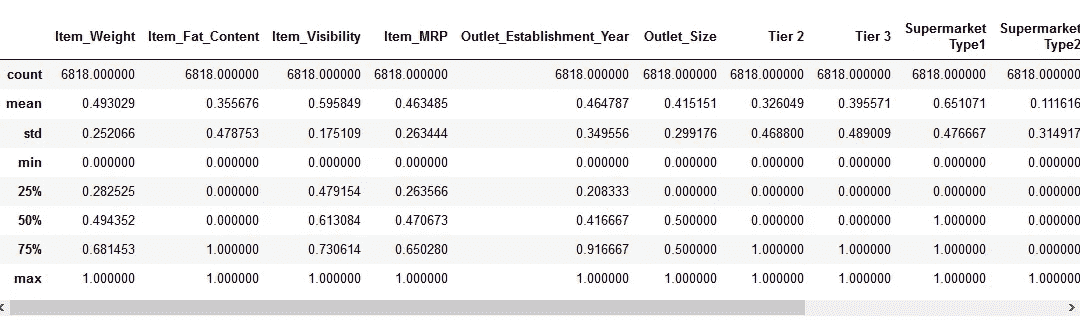 Item_Weight Item_Fat_Content Item_Visibility Item_MRP Outlet_Establishment_Year Outlet_Size Tier 2 Tier 3 Supermarket Type1 Supermarket Type2
count 6818.000000 6818.000000 6818.000000 6818.000000 6818.000000 6818.000000 6818.000000 6818.000000 6818.000000 6818.000000
mean 0.493029 0.355676 0.595849 0.463485 0.464787 0.415151 0.326049 0.395571 0.651071 0.111616
std 0.252066 0.478753 0.175109 0.263444 0.349556 0.299176 0.468800 0.489009 0.476667 0.314917
min 0.000000 0.000000 0.000000 0.000000 0.000000 0.000000 0.000000 0.000000 0.000000 0.000000
25% 0.282525 0.000000 0.479154 0.263566 0.208333 0.000000 0.000000 0.000000 0.000000 0.000000
50% 0.494352 0.000000 0.613084 0.470673 0.416667 0.500000 0.000000 0.000000 1.000000 0.000000
75% 0.681453 1.000000 0.730614 0.650280 0.916667 0.500000 1.000000 1.000000 1.000000 0.000000
max 1.000000 1.000000 1.000000 1.000000 1.000000 1.000000 1.000000 1.000000 1.000000 1.000000